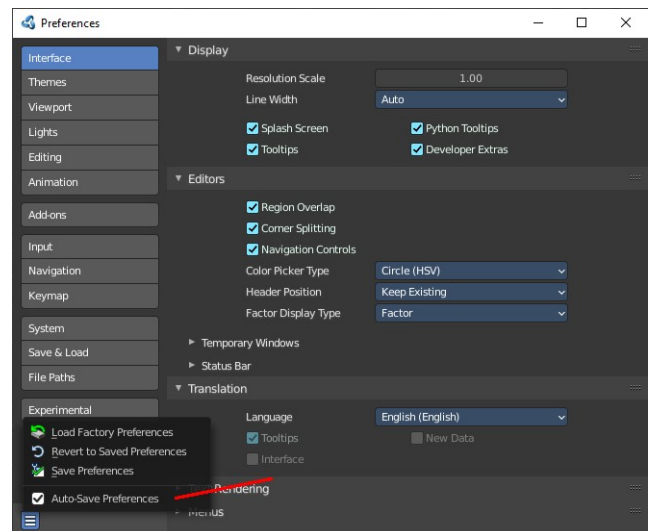 Preferences
Interface
Themes
Viewport
Lights
Editing
Animation
Add-ons
Input
Navigation
Keymap
System
Save & Load
File Paths
Experimental
Load Factory Preferences
Revert to Saved Preferences
Save Preferences
Auto-Save Preferences
Display
Resolution Scale 1.00
Line Width Auto
Splash Screen Python Tooltips
Tooltips Developer Extras
Editors
Region Overlap
Corner Splitting
Navigation Controls
Color Picker Type Circle (HSV)
Header Position Keep Existing
Factor Display Type Factor
Temporary Windows
Status Bar
Translation
Language English (English)
Tooltips New Data
Interface
Rendering
Menus